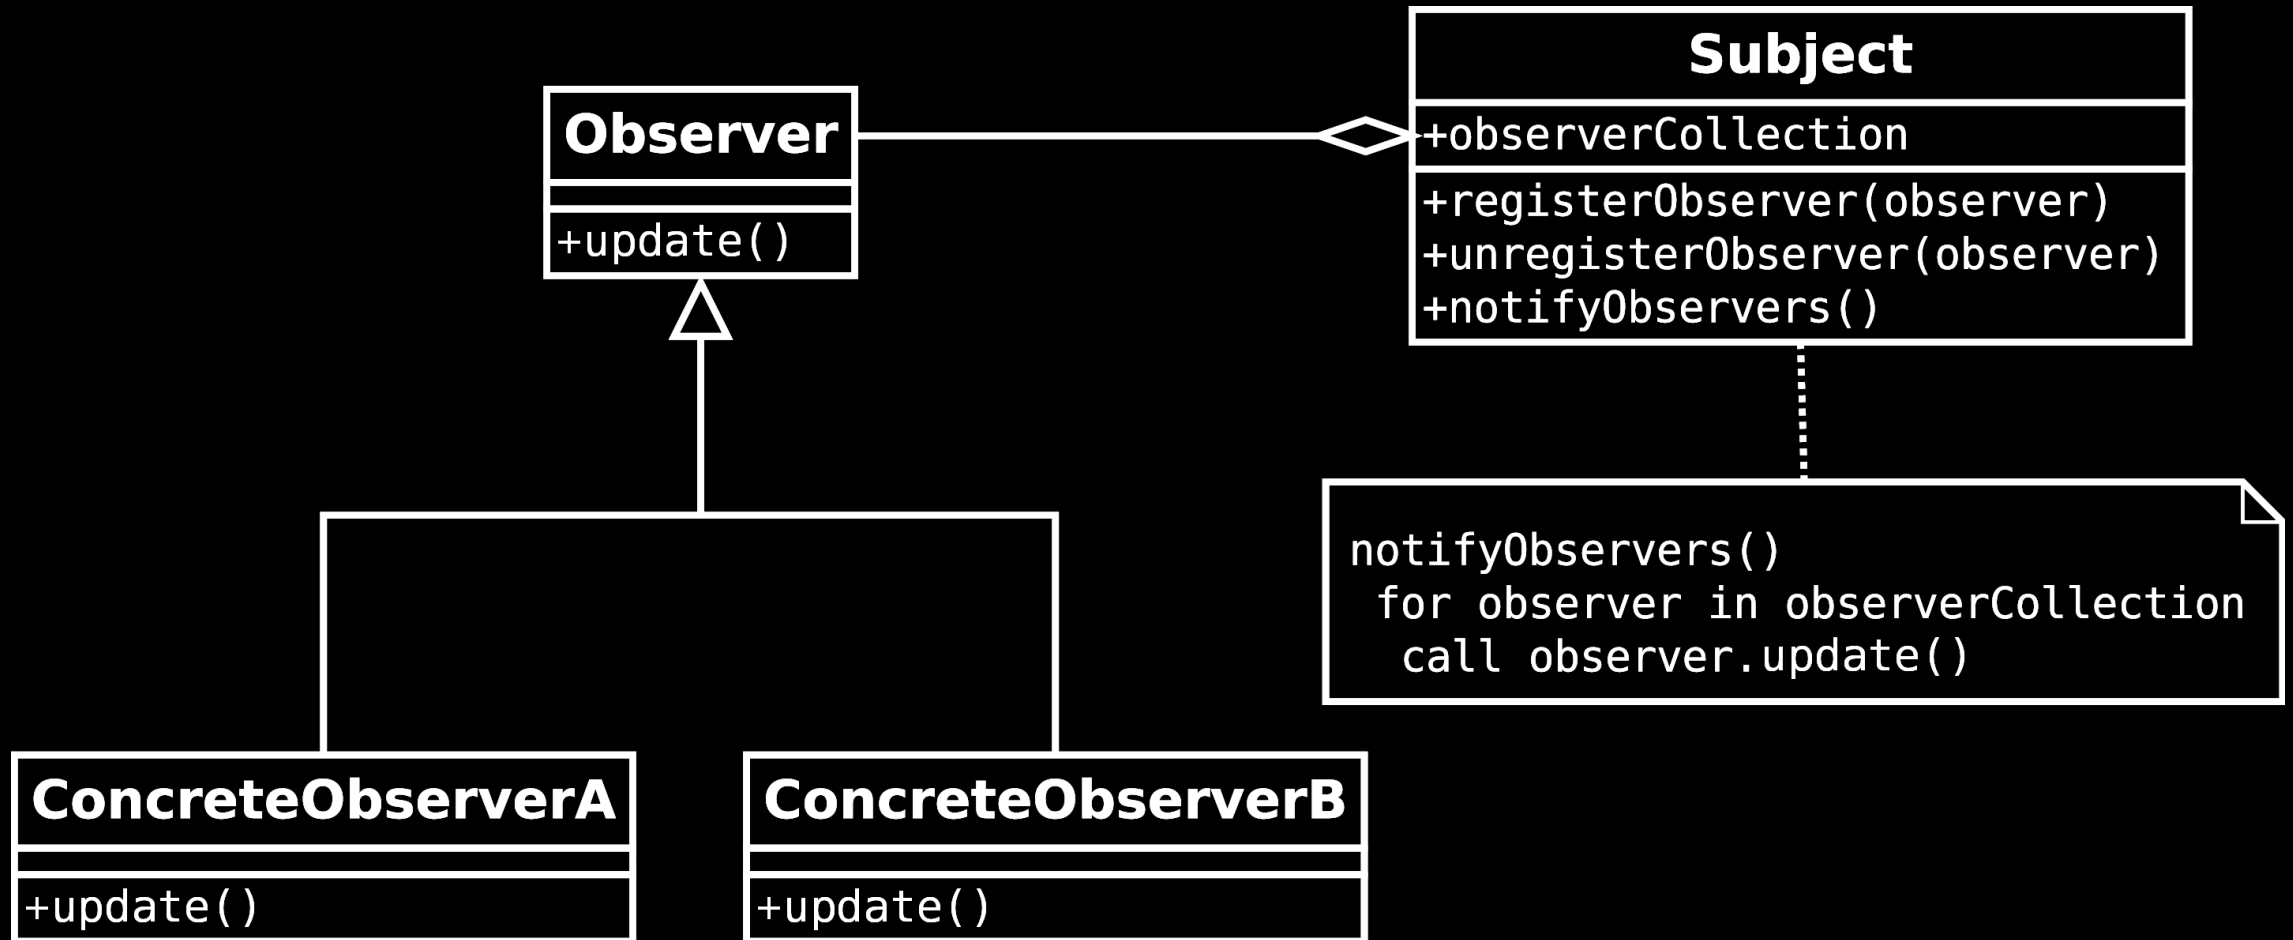 Subject
+observerCollection
+registerObserver(observer)
+unregisterObserver(observer)
+notifyObservers()
Observer
+update()
notifyObservers()
for observer in observerCollection
call observer.update()
ConcreteObserverA
+update()
ConcreteObserverB
+update()